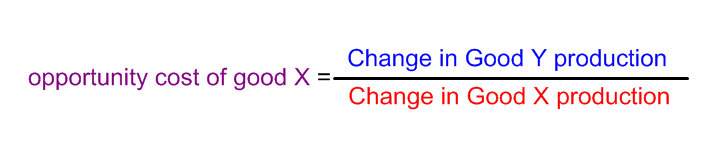 Change in Good Y production
opportunity cost of good X =
Change in Good X production